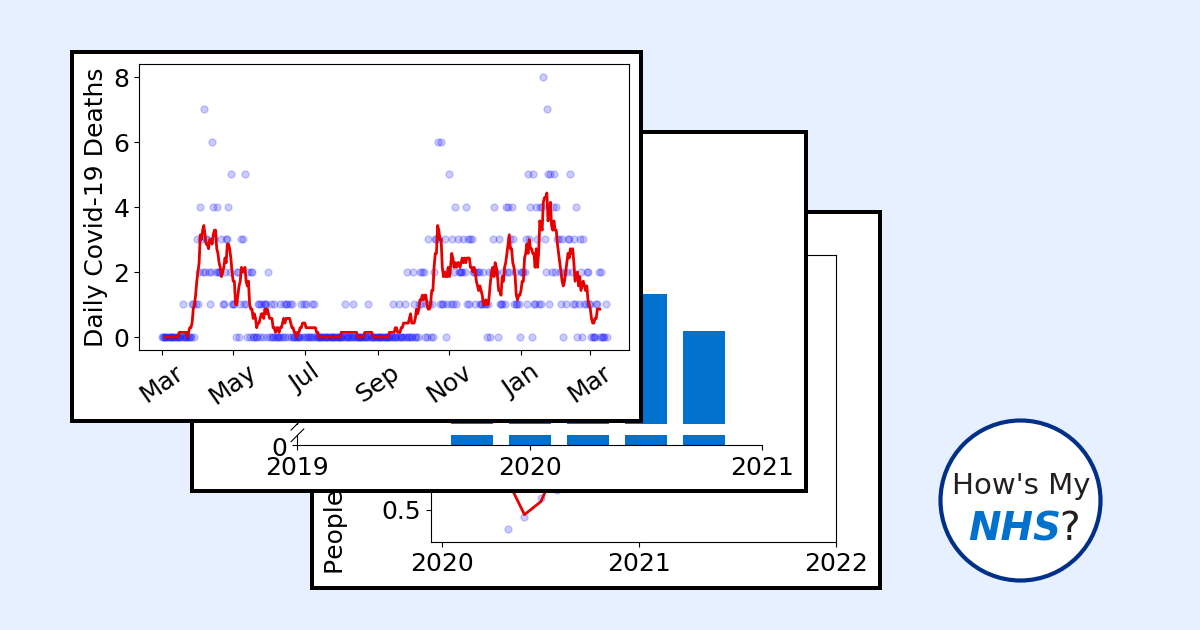 Daily Covid-19 Deaths
8
6
4
2
0
Mar May Jul Sep Nov Jan Mar
0
2019 2020 2021
People
0.5
2020 2021 2022
How's My
NHS?